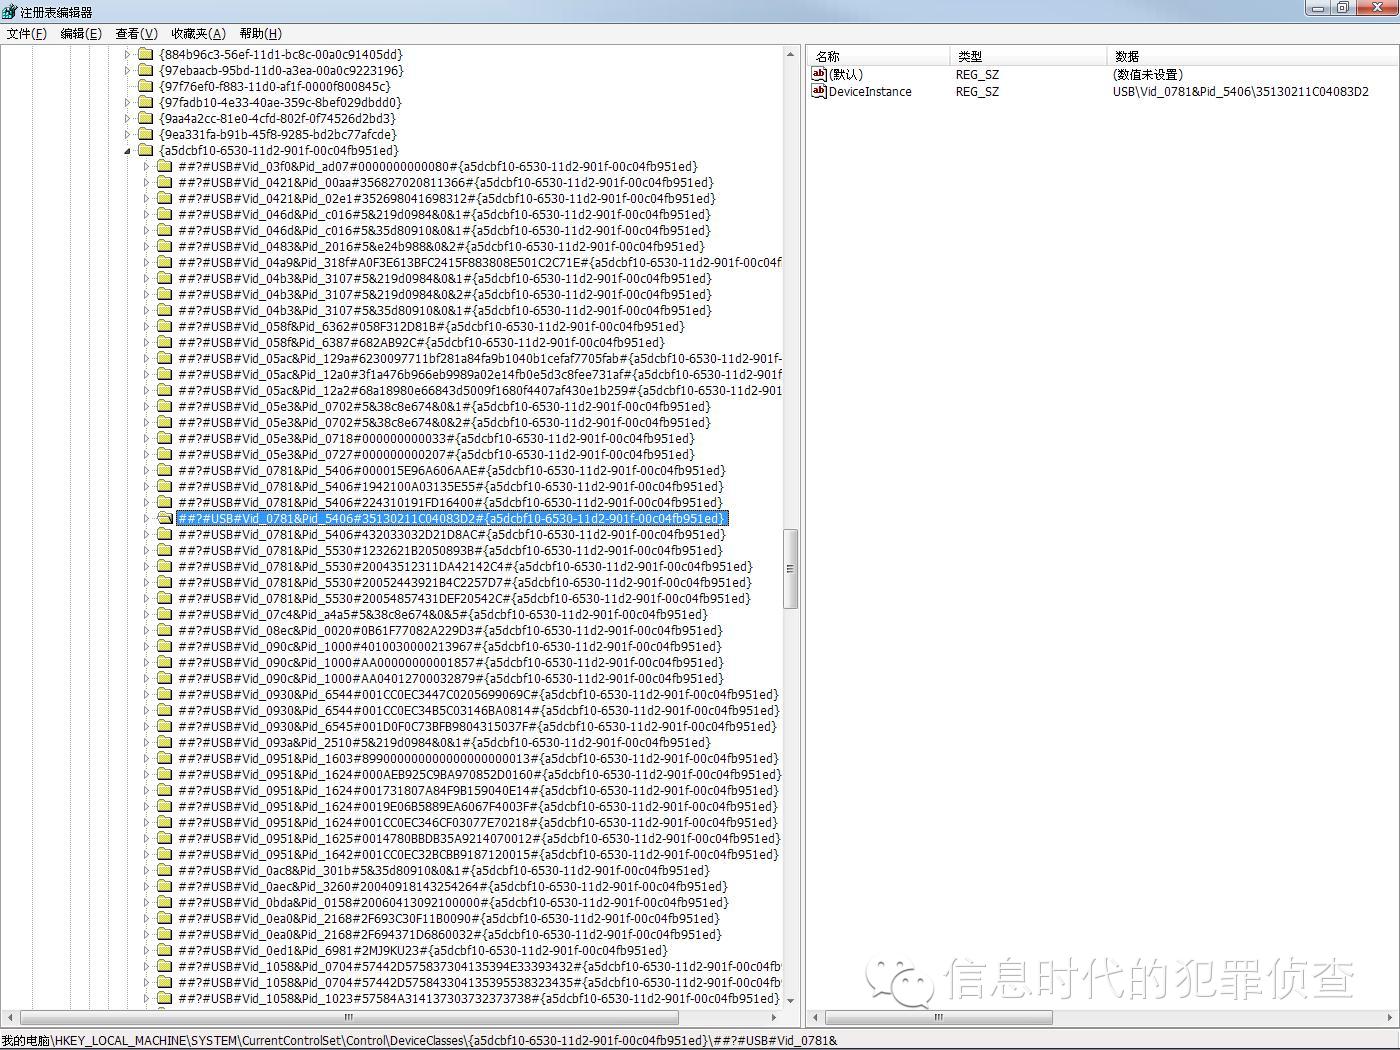 注册表编辑器
文件(F) 编辑(E) 查看(V) 收藏夹(A) 帮助(H)
{884b96c3-56ef-11d1-bc8c-00a0c91405dd}
{97ebaacb-95bd-11d0-a3ea-00a0c9223196}
{97f76ef0-f883-11d0-af1f-0000f800845c}
{97fadb10-4e33-40ae-359c-8bef029dbdd0}
{9aa4a2cc-81e0-4cfd-802f-0f74526d2bd3}
{9ea331fa-b91b-45f8-9285-bd2bc77afcde}
{a5dcbf10-6530-11d2-901f-00c04fb951ed}
##?#USB#Vid_03f0&Pid_ad07#0000000000080#{a5dcbf10-6530-11d2-901f-00c04fb951ed}
##?#USB#Vid_0421&Pid_00aa#356827020811366#{a5dcbf10-6530-11d2-901f-00c04fb951ed}
##?#USB#Vid_0421&Pid_02e1#352698041698312#{a5dcbf10-6530-11d2-901f-00c04fb951ed}
##?#USB#Vid_046d&Pid_c016#5&219d0984&0&1#{a5dcbf10-6530-11d2-901f-00c04fb951ed}
##?#USB#Vid_046d&Pid_c016#5&35d80910&0&1#{a5dcbf10-6530-11d2-901f-00c04fb951ed}
##?#USB#Vid_0483&Pid_2016#5&e24b988&0&2#{a5dcbf10-6530-11d2-901f-00c04fb951ed}
##?#USB#Vid_04a9&Pid_318f#A0F3E613BFC2415F883808E501C2C71E#{a5dcbf10-6530-11d2-901f-00c04f
##?#USB#Vid_04b3&Pid_3107#5&219d0984&0&1#{a5dcbf10-6530-11d2-901f-00c04fb951ed}
##?#USB#Vid_04b3&Pid_3107#5&219d0984&0&2#{a5dcbf10-6530-11d2-901f-00c04fb951ed}
##?#USB#Vid_04b3&Pid_3107#5&35d80910&0&1#{a5dcbf10-6530-11d2-901f-00c04fb951ed}
##?#USB#Vid_058f&Pid_6362#058F312D81B#{a5dcbf10-6530-11d2-901f-00c04fb951ed}
##?#USB#Vid_058f&Pid_6387#682AB92C#{a5dcbf10-6530-11d2-901f-00c04fb951ed}
##?#USB#Vid_05ac&Pid_129a#6230097711bf281a84fa9b1040b1cefaf7705fab#{a5dcbf10-6530-11d2-901f-
##?#USB#Vid_05ac&Pid_12a0#3f1a476b966eb9989a02e14fb0e5d3c8fee731af#{a5dcbf10-6530-11d2-901f
##?#USB#Vid_05ac&Pid_12a2#68a18980e66843d5009f1680f4407af430e1b259#{a5dcbf10-6530-11d2-901
##?#USB#Vid_05e3&Pid_0702#5&38c8e674&0&1#{a5dcbf10-6530-11d2-901f-00c04fb951ed}
##?#USB#Vid_05e3&Pid_0702#5&38c8e674&0&2#{a5dcbf10-6530-11d2-901f-00c04fb951ed}
##?#USB#Vid_05e3&Pid_0718#000000000033#{a5dcbf10-6530-11d2-901f-00c04fb951ed}
##?#USB#Vid_05e3&Pid_0727#000000000207#{a5dcbf10-6530-11d2-901f-00c04fb951ed}
##?#USB#Vid_0781&Pid_5406#000015E96A606AAE#{a5dcbf10-6530-11d2-901f-00c04fb951ed}
##?#USB#Vid_0781&Pid_5406#1942100A03135E55#{a5dcbf10-6530-11d2-901f-00c04fb951ed}
##?#USB#Vid_0781&Pid_5406#224310191FD16400#{a5dcbf10-6530-11d2-901f-00c04fb951ed}
##?#USB#Vid_0781&Pid_5406#35130211C04083D2#{a5dcbf10-6530-11d2-901f-00c04fb951ed}
##?#USB#Vid_0781&Pid_5406#432033032D21D8AC#{a5dcbf10-6530-11d2-901f-00c04fb951ed}
##?#USB#Vid_0781&Pid_5530#1232621B2050893B#{a5dcbf10-6530-11d2-901f-00c04fb951ed}
##?#USB#Vid_0781&Pid_5530#20043512311DA42142C4#{a5dcbf10-6530-11d2-901f-00c04fb951ed}
##?#USB#Vid_0781&Pid_5530#20052443921B4C2257D7#{a5dcbf10-6530-11d2-901f-00c04fb951ed}
##?#USB#Vid_0781&Pid_5530#20054857431DEF20542C#{a5dcbf10-6530-11d2-901f-00c04fb951ed}
##?#USB#Vid_07c4&Pid_a4a5#5&38c8e674&0&5#{a5dcbf10-6530-11d2-901f-00c04fb951ed}
##?#USB#Vid_08ec&Pid_0020#0B61F77082A229D3#{a5dcbf10-6530-11d2-901f-00c04fb951ed}
##?#USB#Vid_090c&Pid_1000#4010030000213967#{a5dcbf10-6530-11d2-901f-00c04fb951ed}
##?#USB#Vid_090c&Pid_1000#AA00000000001857#{a5dcbf10-6530-11d2-901f-00c04fb951ed}
##?#USB#Vid_090c&Pid_1000#AA04012700032879#{a5dcbf10-6530-11d2-901f-00c04fb951ed}
##?#USB#Vid_0930&Pid_6544#001CC0EC3447C0205699069C#{a5dcbf10-6530-11d2-901f-00c04fb951ed}
##?#USB#Vid_0930&Pid_6544#001CC0EC34B5C03146BA0814#{a5dcbf10-6530-11d2-901f-00c04fb951ed}
##?#USB#Vid_0930&Pid_6545#001D0F0C73BFB9804315037F#{a5dcbf10-6530-11d2-901f-00c04fb951ed}
##?#USB#Vid_093a&Pid_2510#5&219d0984&0&1#{a5dcbf10-6530-11d2-901f-00c04fb951ed}
##?#USB#Vid_0951&Pid_1603#899000000000000000000013#{a5dcbf10-6530-11d2-901f-00c04fb951ed}
##?#USB#Vid_0951&Pid_1624#000AEB925C9BA970852D0160#{a5dcbf10-6530-11d2-901f-00c04fb951ed}
##?#USB#Vid_0951&Pid_1624#001731807A84F9B159040E14#{a5dcbf10-6530-11d2-901f-00c04fb951ed}
##?#USB#Vid_0951&Pid_1624#0019E06B5889EA6067F4003F#{a5dcbf10-6530-11d2-901f-00c04fb951ed}
##?#USB#Vid_0951&Pid_1624#001CC0EC346CF03077E70218#{a5dcbf10-6530-11d2-901f-00c04fb951ed}
##?#USB#Vid_0951&Pid_1625#0014780BBDB35A9214070012#{a5dcbf10-6530-11d2-901f-00c04fb951ed}
##?#USB#Vid_0951&Pid_1642#001CC0EC32BCBB9187120015#{a5dcbf10-6530-11d2-901f-00c04fb951ed}
##?#USB#Vid_0ac8&Pid_301b#5&35d80910&0&1#{a5dcbf10-6530-11d2-901f-00c04fb951ed}
##?#USB#Vid_0aec&Pid_3260#20040918143254264#{a5dcbf10-6530-11d2-901f-00c04fb951ed}
##?#USB#Vid_0bda&Pid_0158#20060413092100000#{a5dcbf10-6530-11d2-901f-00c04fb951ed}
##?#USB#Vid_0ea0&Pid_2168#2F693C30F11B0090#{a5dcbf10-6530-11d2-901f-00c04fb951ed}
##?#USB#Vid_0ea0&Pid_2168#2F694371D6860032#{a5dcbf10-6530-11d2-901f-00c04fb951ed}
##?#USB#Vid_0ed1&Pid_6981#2MJ9KU23#{a5dcbf10-6530-11d2-901f-00c04fb951ed}
##?#USB#Vid_1058&Pid_0704#57442D575837304135394E33393432#{a5dcbf10-6530-11d2-901f-00c04fb
##?#USB#Vid_1058&Pid_0704#57442D575843304135395538323435#{a5dcbf10-6530-11d2-901f-00c04fb
##?#USB#Vid_1058&Pid_1023#57584A314137303732373738#{a5dcbf10-6530-11d2-901f-00c04fb951ed}
名称 类型 数据
(默认) REG_SZ (数值未设置)
DeviceInstance REG_SZ USB\Vid_0781&Pid_5406\35130211C04083D2
信息时代的犯罪侦查
我的电脑\HKEY_LOCAL_MACHINE\SYSTEM\CurrentControlSet\Control\DeviceClasses\{a5dcbf10-6530-11d2-901f-00c04fb951ed}\##?#USB#Vid_0781&